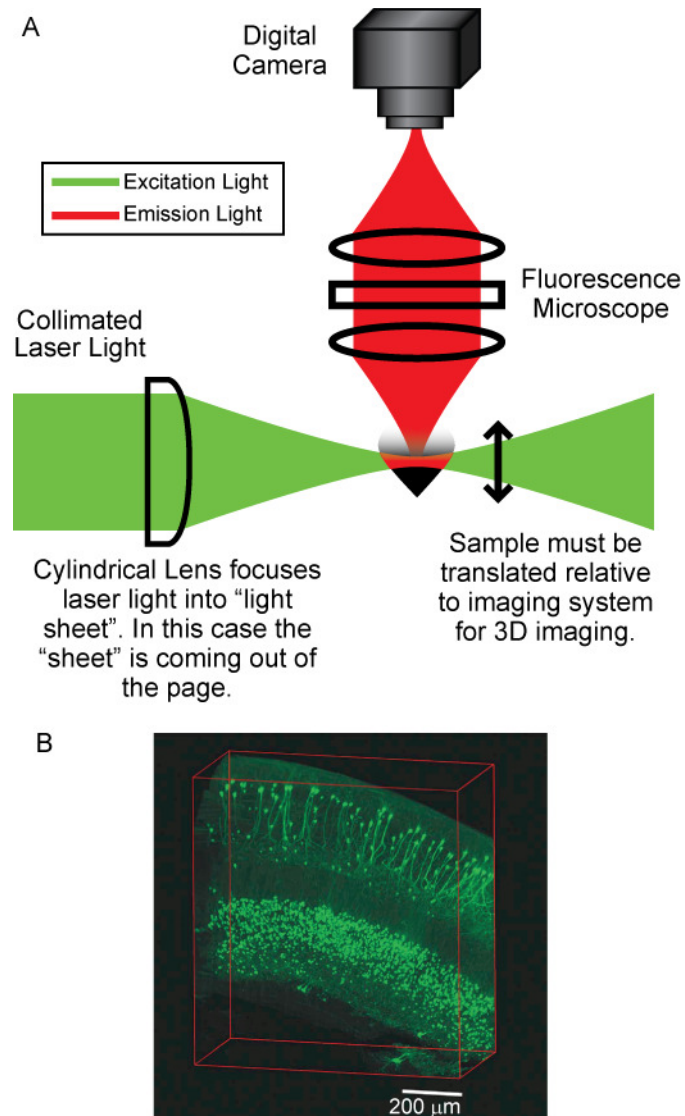 A
Digital
Camera
Excitation Light
Emission Light
Fluorescence
Microscope
Collimated
Laser Light
Cylindrical Lens focuses
laser light into “light
sheet”. In this case the
“sheet” is coming out of
the page.
Sample must be
translated relative
to imaging system
for 3D imaging.
B
200 μm